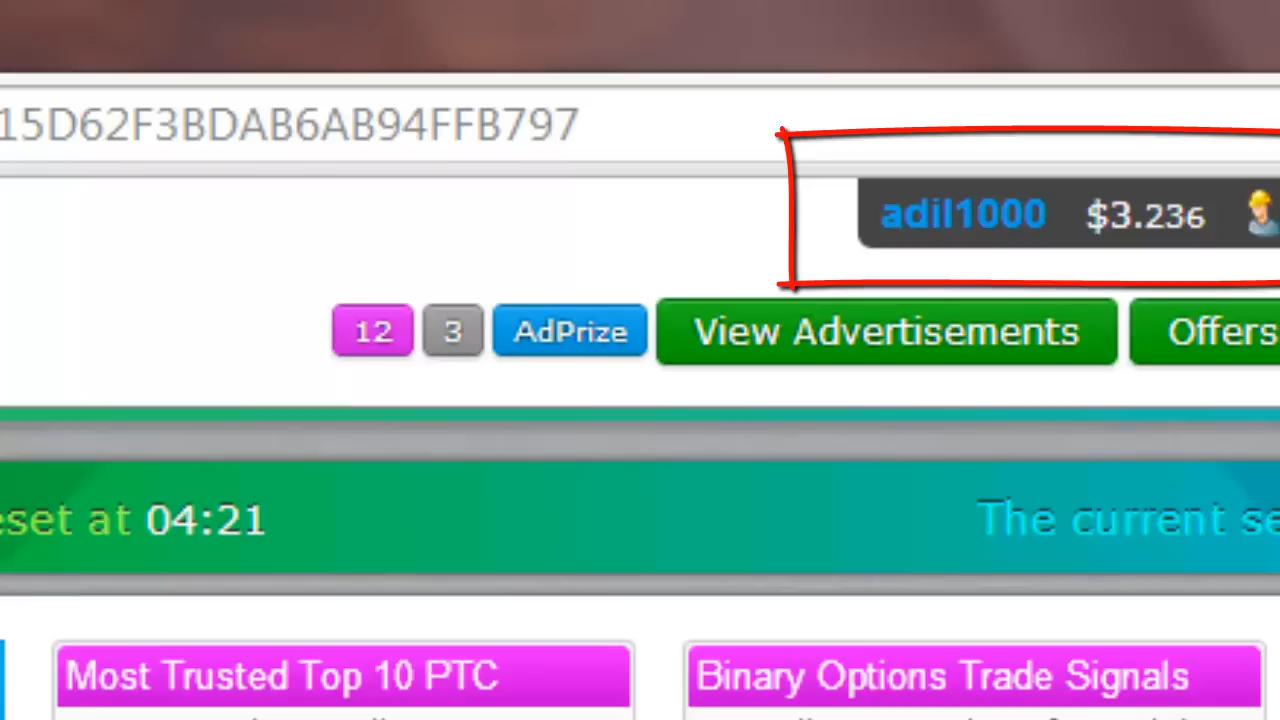 15D62F3BDAB6AB94FFB797
adil1000 $3.236
12 3 AdPrize View Advertisements Offers
eset at 04:21 The current se
Most Trusted Top 10 PTC Binary Options Trade Signals